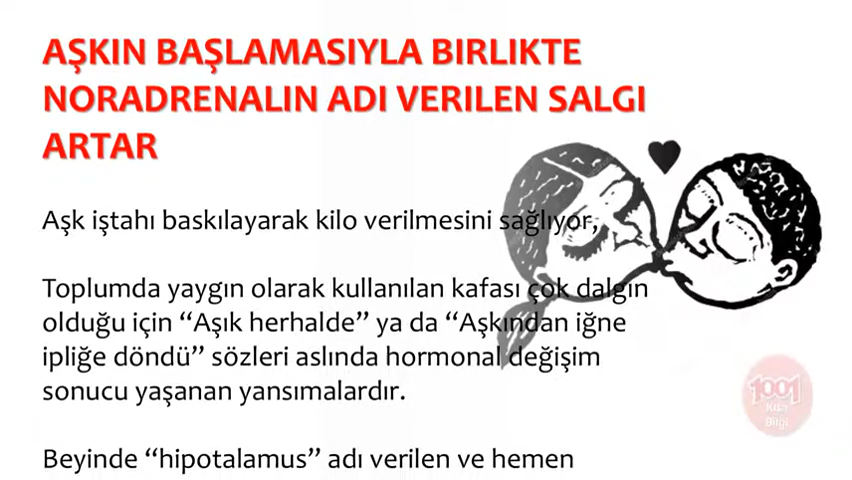 AŞKIN BAŞLAMASIYLA BIRLIKTE
NORADRENALIN ADI VERILEN SALGI
ARTAR
Aşk iştahı baskılayarak kilo verilmesini sağlıyor,
Toplumda yaygın olarak kullanılan kafası çok dalgın
olduğu için “Aşık herhalde” ya da “Aşkından iğne
ipliğe döndü” sözleri aslında hormonal değişim
sonucu yaşanan yansımalardır.
Beyinde “hipotalamus” adı verilen ve hemen
1001
Kısa
Bilgi